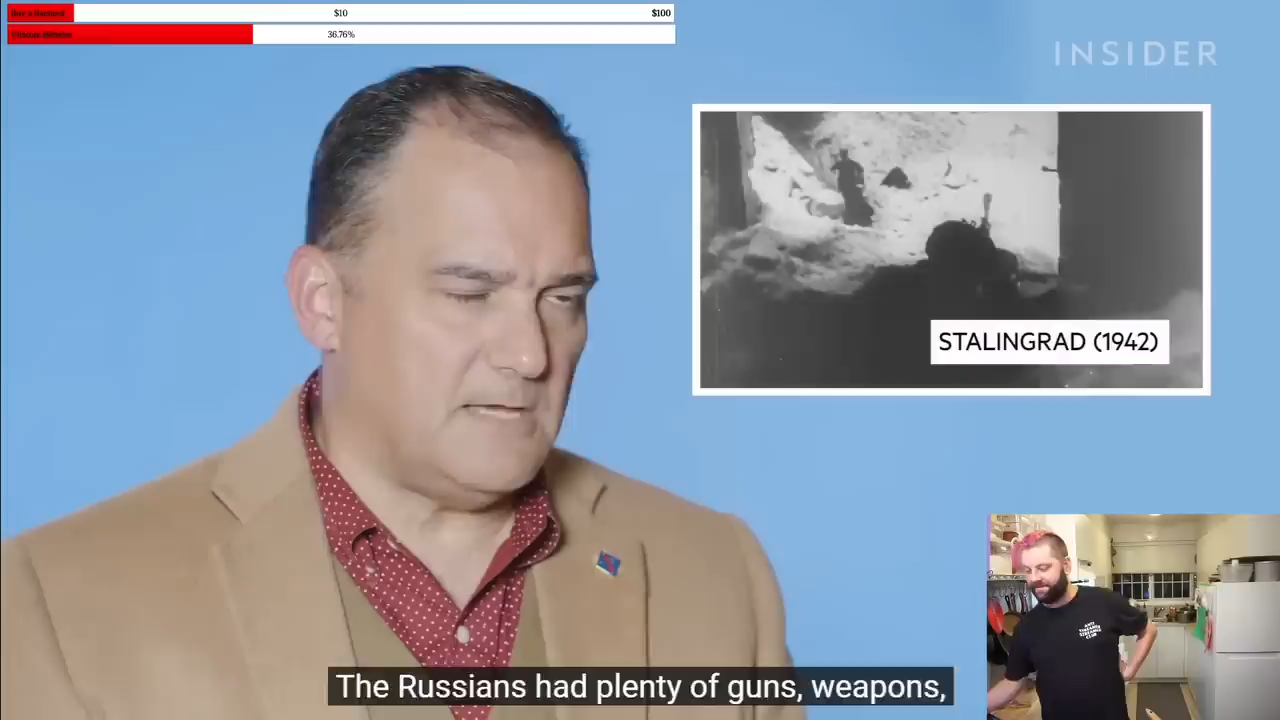 $10
$100
36.76%
INSIDER
STALINGRAD (1942)
The Russians had plenty of guns, weapons,